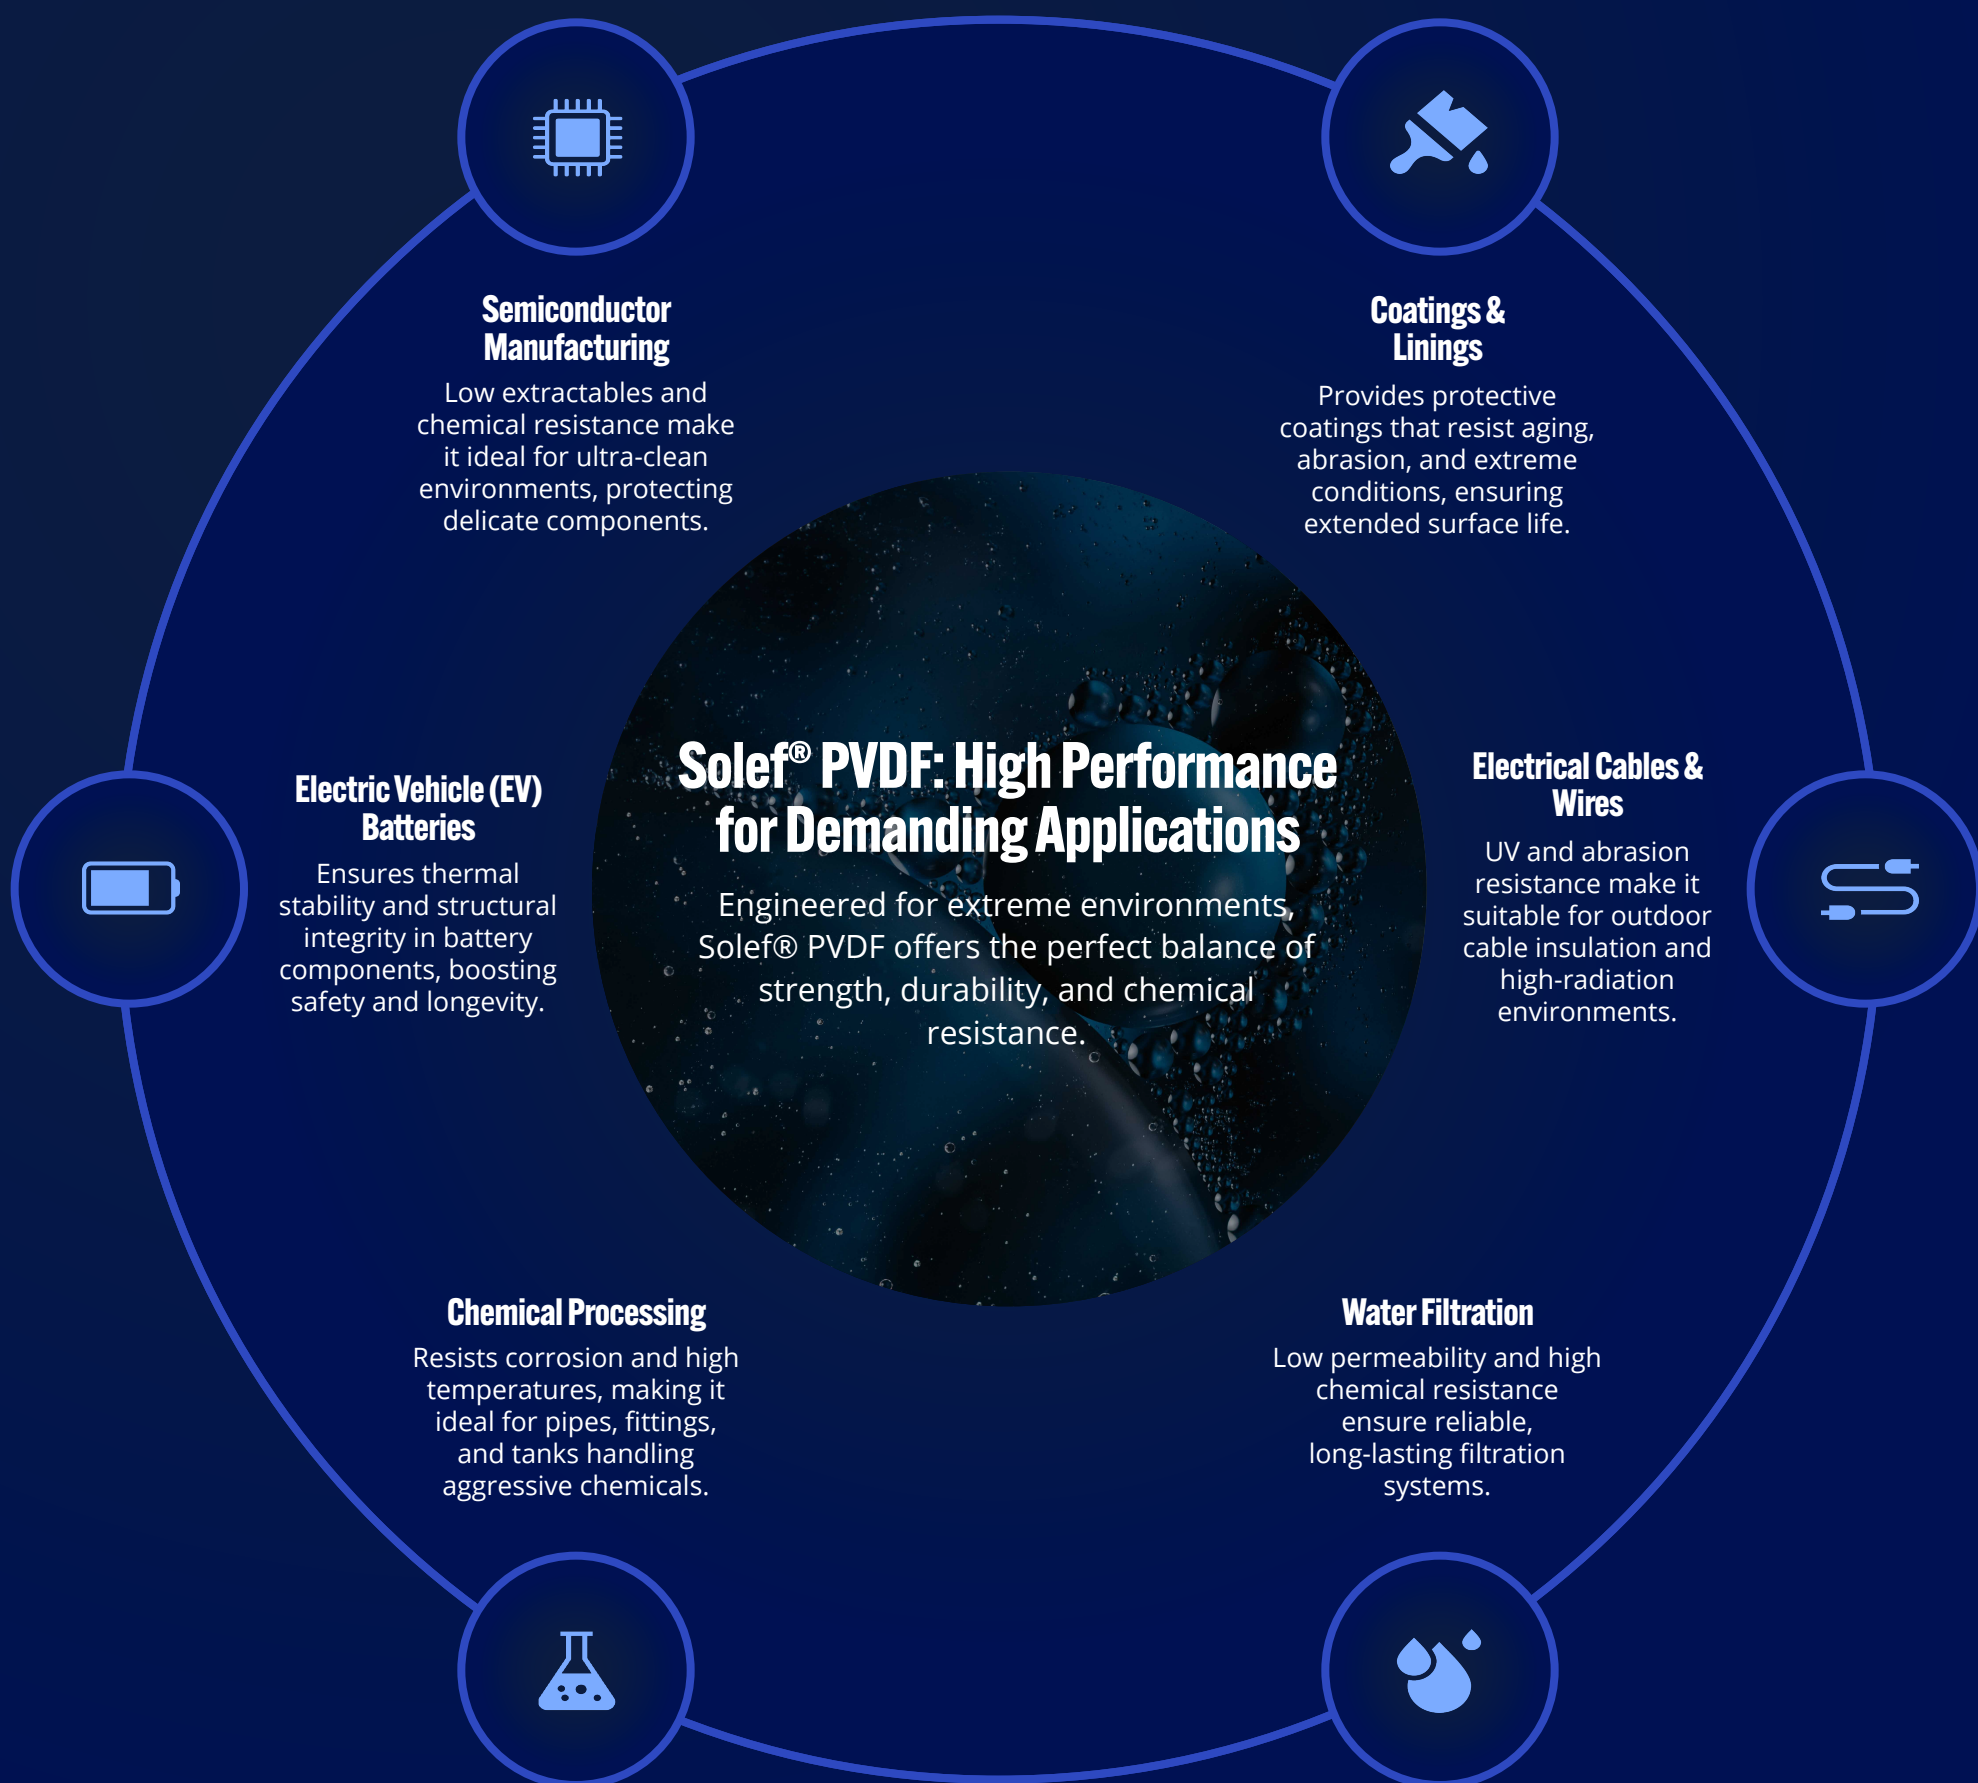 Semiconductor
Manufacturing
Low extractables and
chemical resistance make
it ideal for ultra-clean
environments, protecting
delicate components.
Coatings &
Linings
Provides protective
coatings that resist aging,
abrasion, and extreme
conditions, ensuring
extended surface life.
Electric Vehicle (EV)
Batteries
Ensures thermal
stability and structural
integrity in battery
components, boosting
safety and longevity.
Solef® PVDF: High Performance
for Demanding Applications
Engineered for extreme environments,
Solef® PVDF offers the perfect balance of
strength, durability, and chemical
resistance.
Electrical Cables &
Wires
UV and abrasion
resistance make it
suitable for outdoor
cable insulation and
high-radiation
environments.
Chemical Processing
Resists corrosion and high
temperatures, making it
ideal for pipes, fittings,
and tanks handling
aggressive chemicals.
Water Filtration
Low permeability and high
chemical resistance
ensure reliable,
long-lasting filtration
systems.